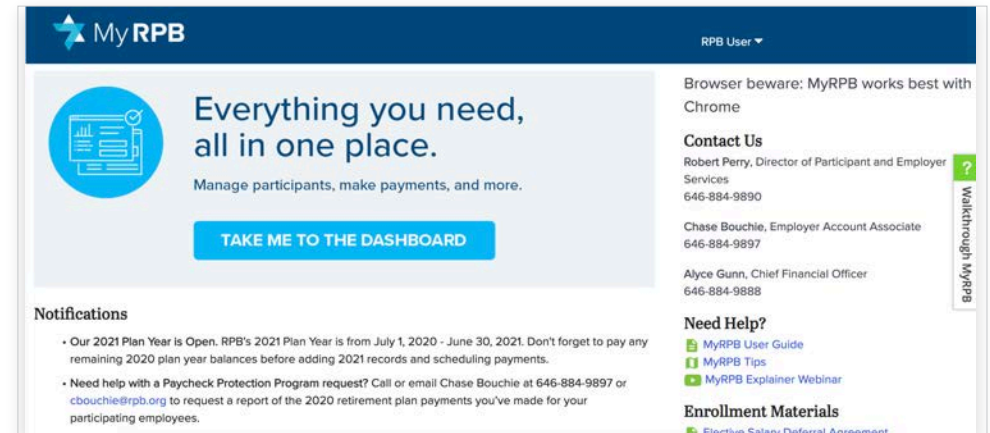 My RPB
RPB User
Everything you need,
all in one place.
Manage participants, make payments, and more.
TAKE ME TO THE DASHBOARD
Notifications
• Our 2021 Plan Year is Open. RPB's 2021 Plan Year is from July 1, 2020 - June 30, 2021. Don't forget to pay any
remaining 2020 plan year balances before adding 2021 records and scheduling payments.
• Need help with a Paycheck Protection Program request? Call or email Chase Bouchie at 646-884-9897 or
cbouchie@rpb.org to request a report of the 2020 retirement plan payments you've made for your
participating employees.
Browser beware: MyRPB works best with
Chrome
Contact Us
Robert Perry, Director of Participant and Employer
Services
646-884-9890
Chase Bouchie, Employer Account Associate
646-884-9897
Alyce Gunn, Chief Financial Officer
646-884-9888
Need Help?
MyRPB User Guide
MyRPB Tips
MyRPB Explainer Webinar
Enrollment Materials
Elective Salary Deferral Agreement
? Walkthrough MyRPB